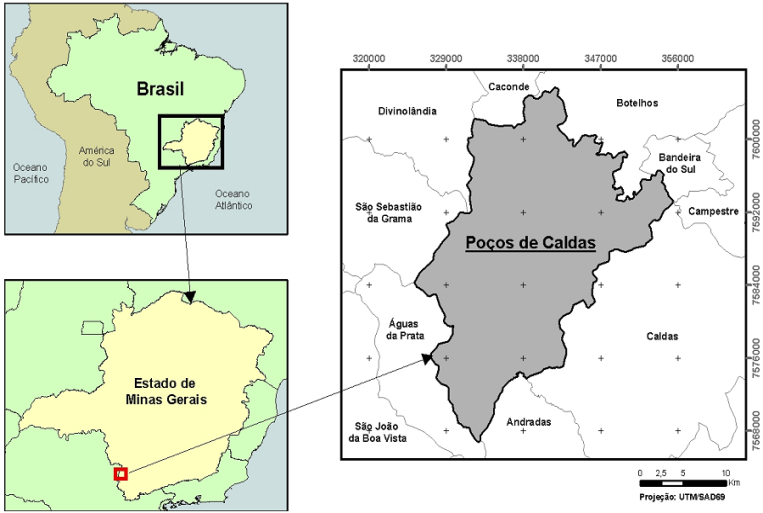 Brasil
América
do Sul
Oceano
Pacífico
Oceano
Atlântico
Estado de
Minas Gerais
320000 329000 338000 347000 356000
Caconde
Divinolândia
Botelhos
7600000
Bandeira
do Sul
São Sebastião
da Grama
Campestre
7592000
Poços de Caldas
7584000
Águas
da Prata
Caldas
7576000
São João
da Boa Vista
Andradas
7568000
0 2,5 5 10
Km
Projeção: UTM/SAD69